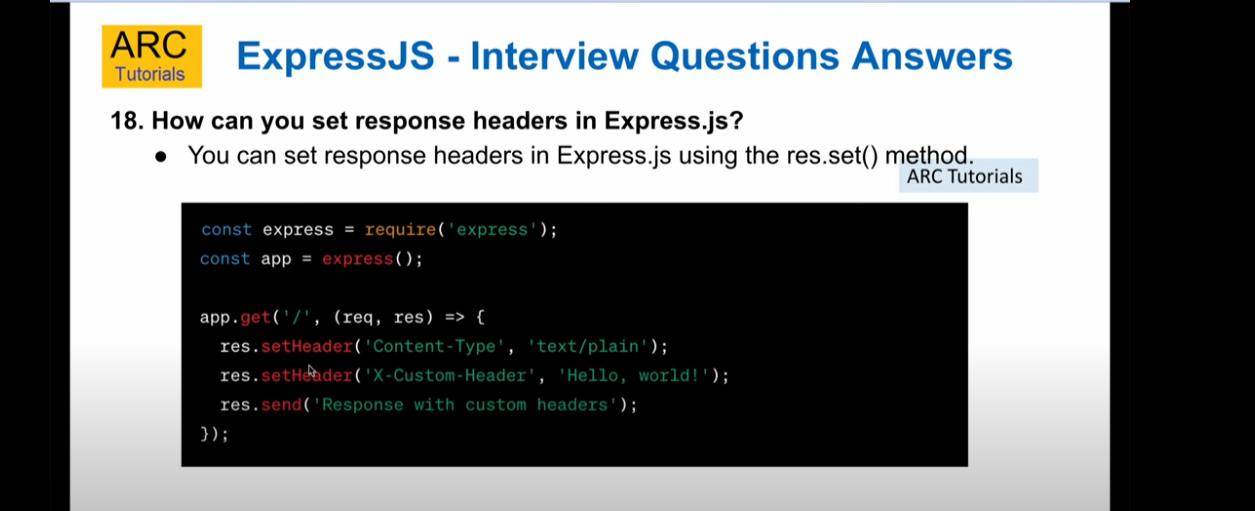 ARC
Tutorials
ExpressJS - Interview Questions Answers
18. How can you set response headers in Express.js?
● You can set response headers in Express.js using the res.set() method.
ARC Tutorials
const express = require('express');
const app = express();
app.get('/', (req, res) => {
  res.setHeader('Content-Type', 'text/plain');
  res.setHeader('X-Custom-Header', 'Hello, world!');
  res.send('Response with custom headers');
});